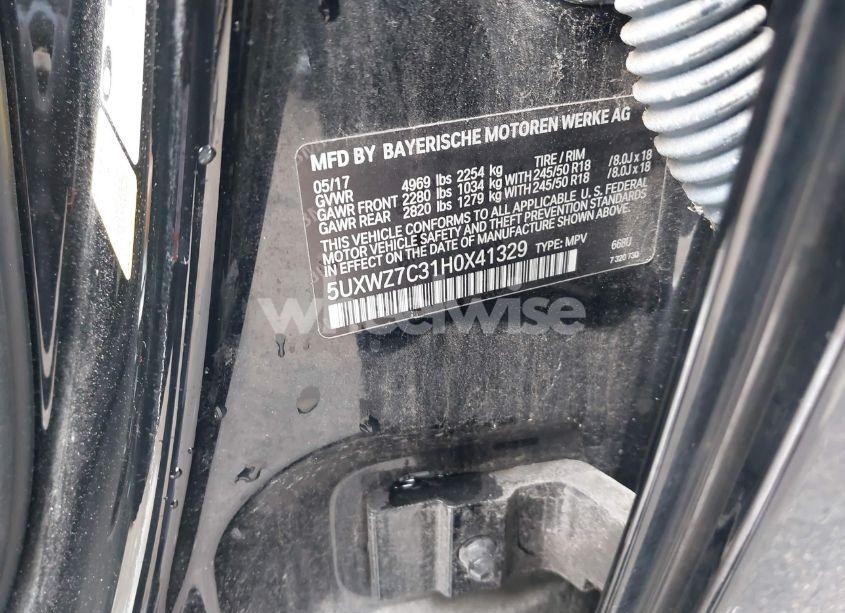 MFD BY BAYERISCHE MOTOREN WERKE AG
05/17
GVWR 4969 lbs 2254 kg TIRE / RIM
GAWR FRONT 2280 lbs 1034 kg WITH 245/50 R18 /8.0J x 18
GAWR REAR 2820 lbs 1279 kg WITH 245/50 R18 /8.0J x 18
THIS VEHICLE CONFORMS TO ALL APPLICABLE U. S. FEDERAL
MOTOR VEHICLE SAFETY AND THEFT PREVENTION STANDARDS
IN EFFECT ON THE DATE OF MANUFACTURE SHOWN ABOVE.
5UXWZ7C31H0X41329 TYPE: MPV 668U
7 320 730
wheelwise